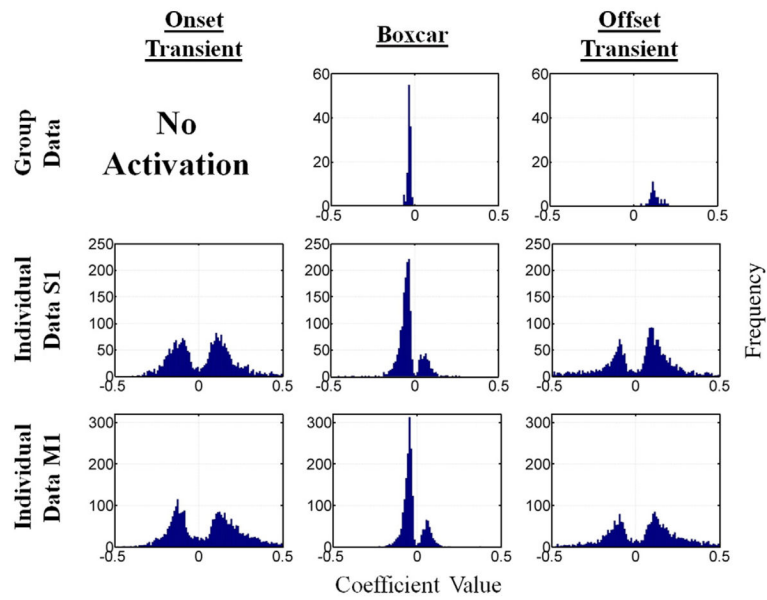 Onset
Transient
Boxcar
Offset
Transient
Group
Data
No
Activation
60
40
20
0
-0.5 0 0.5
60
40
20
0
-0.5 0 0.5
Individual
Data S1
250
200
150
100
50
0
-0.5 0 0.5
250
200
150
100
50
0
-0.5 0 0.5
250
200
150
100
50
0
-0.5 0 0.5
Frequency
Individual
Data M1
300
200
100
0
-0.5 0 0.5
300
200
100
0
-0.5 0 0.5
300
200
100
0
-0.5 0 0.5
Coefficient Value